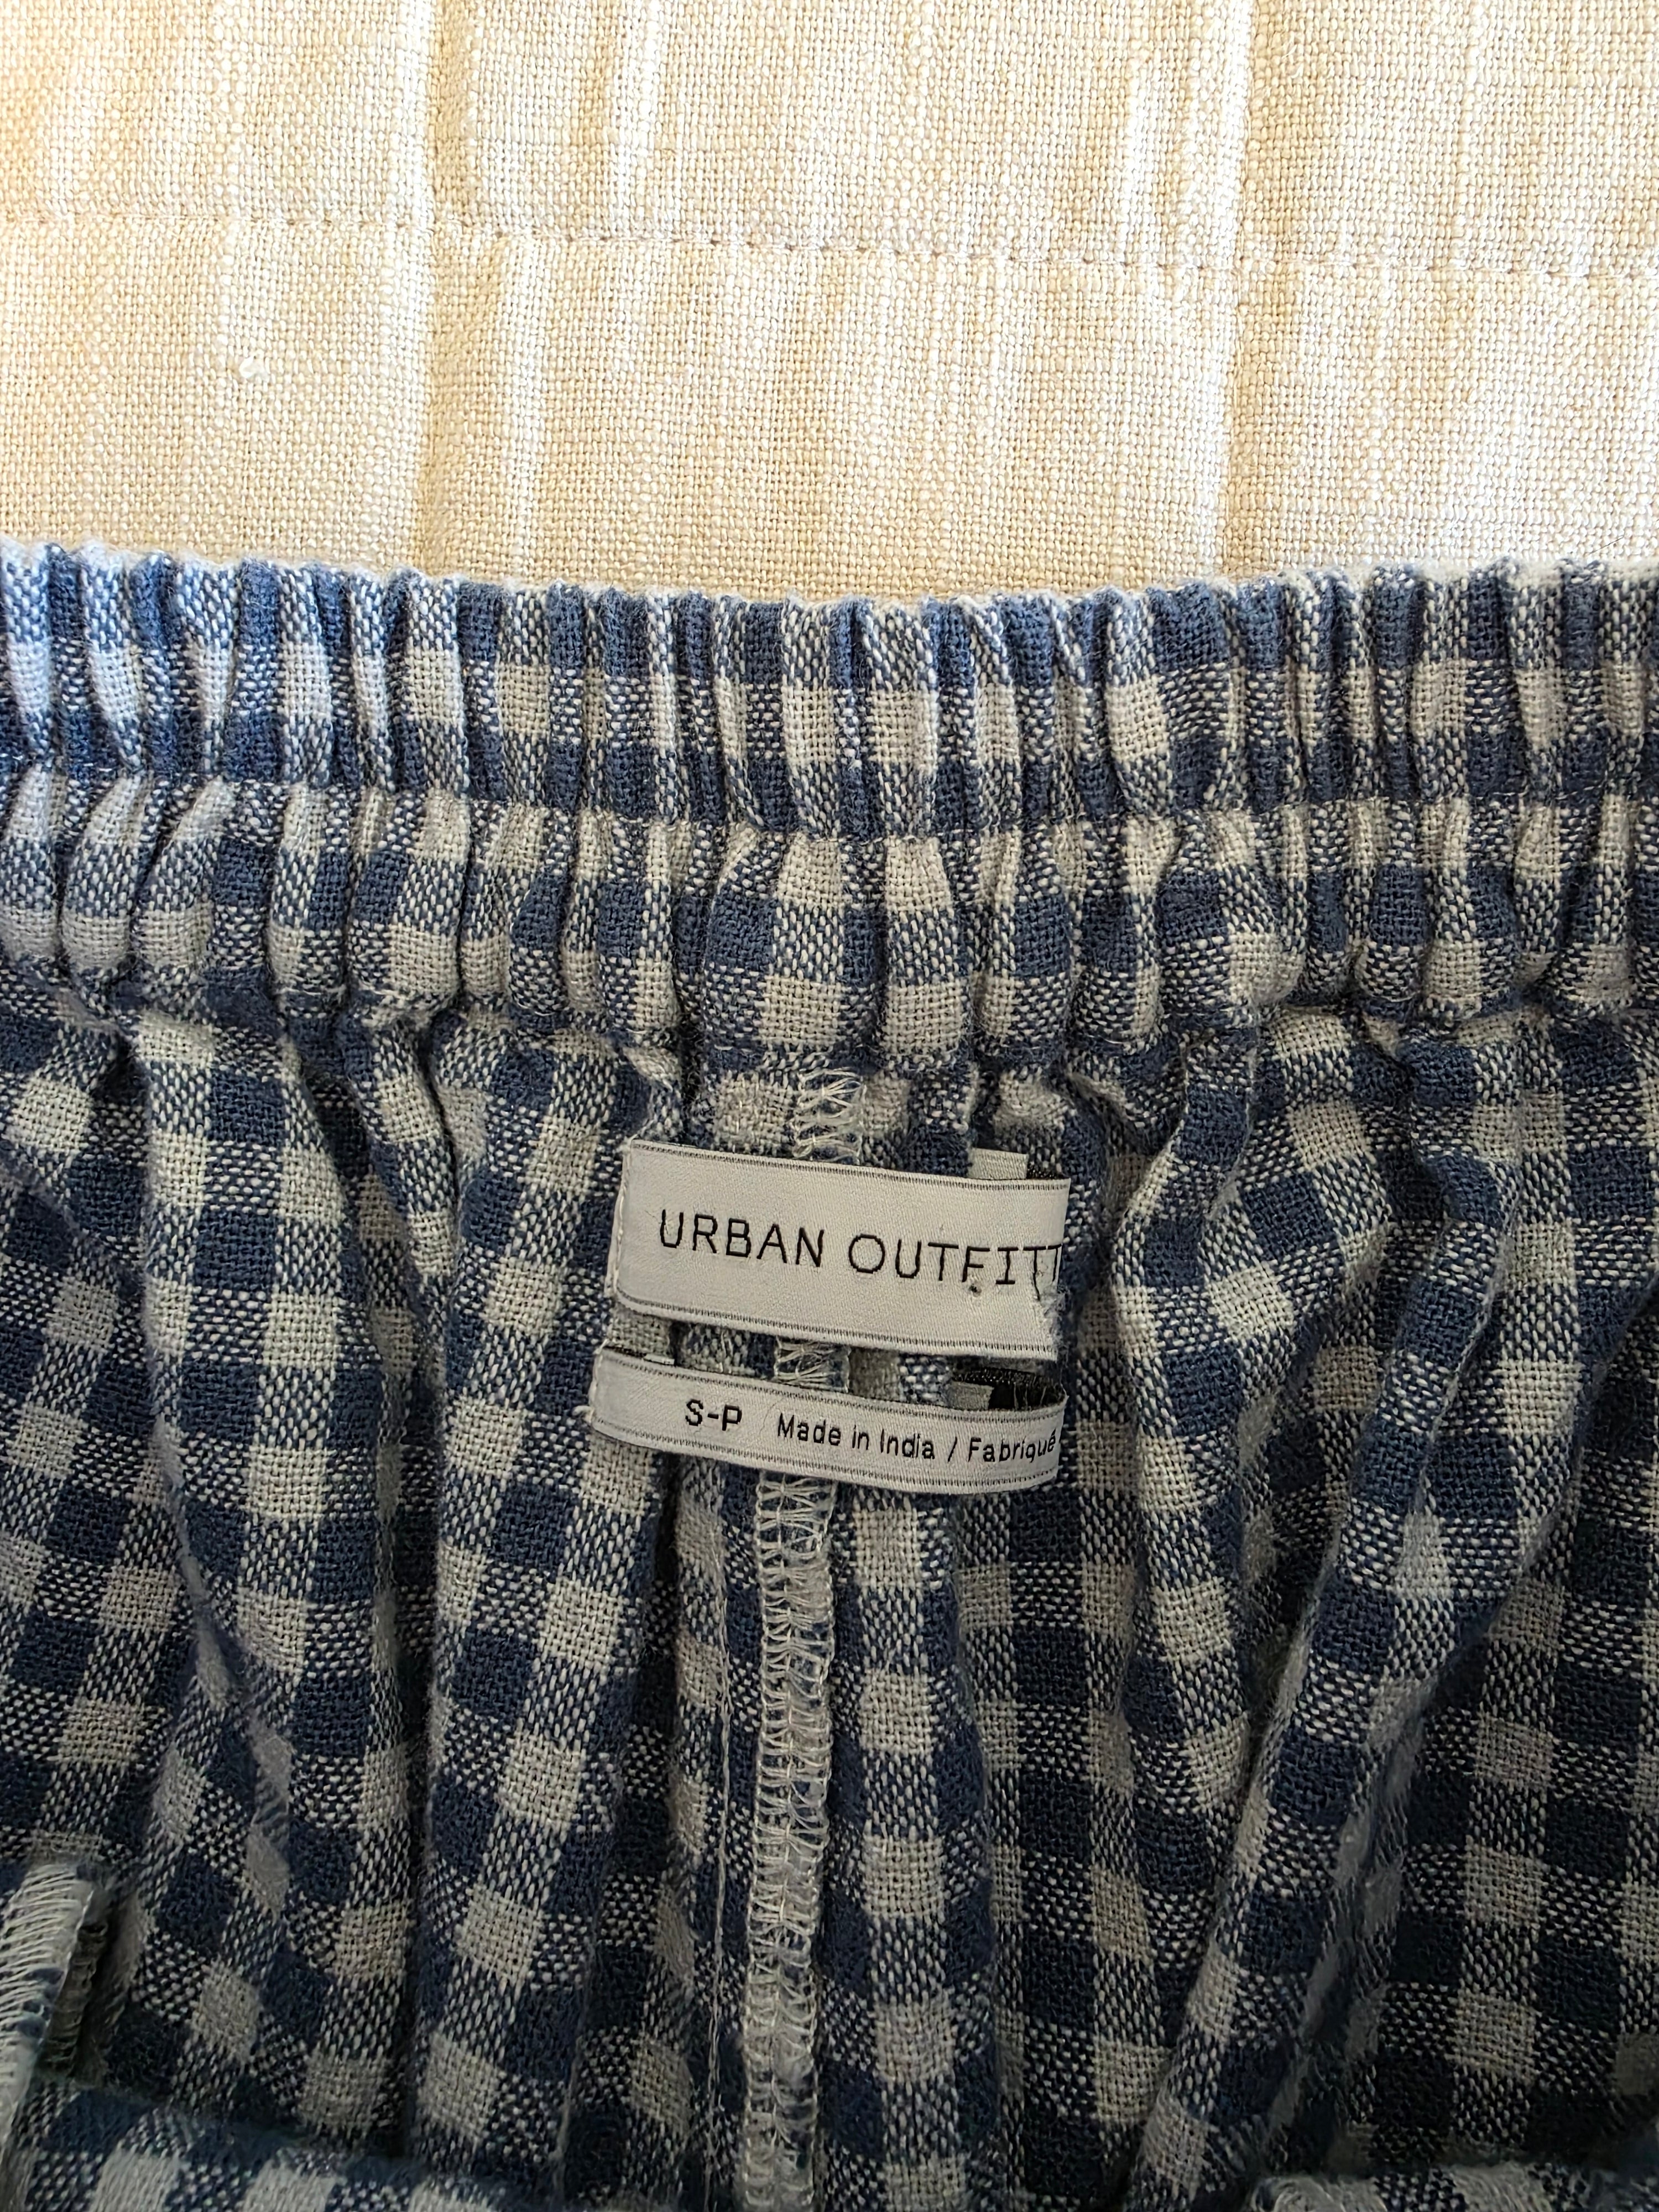 URBAN OUTFITT
S-P Made in India / Fabriqué